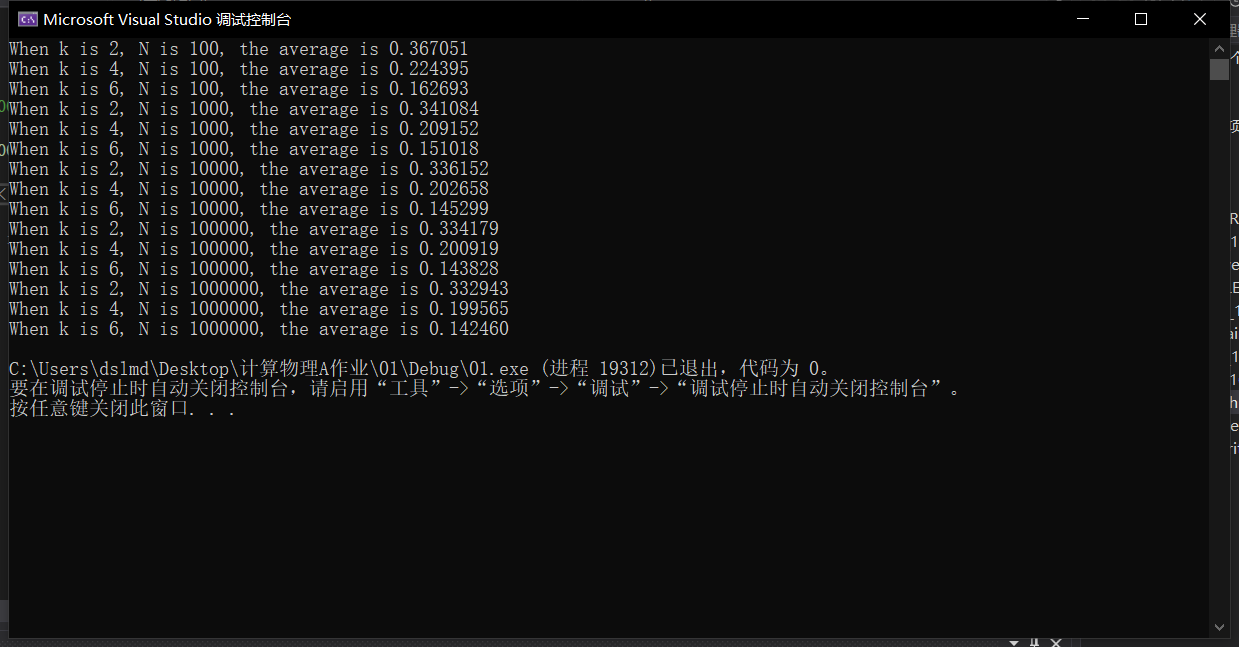 Microsoft Visual Studio 调试控制台
When k is 2, N is 100, the average is 0.367051
When k is 4, N is 100, the average is 0.224395
When k is 6, N is 100, the average is 0.162693
When k is 2, N is 1000, the average is 0.341084
When k is 4, N is 1000, the average is 0.209152
When k is 6, N is 1000, the average is 0.151018
When k is 2, N is 10000, the average is 0.336152
When k is 4, N is 10000, the average is 0.202658
When k is 6, N is 10000, the average is 0.145299
When k is 2, N is 100000, the average is 0.334179
When k is 4, N is 100000, the average is 0.200919
When k is 6, N is 100000, the average is 0.143828
When k is 2, N is 1000000, the average is 0.332943
When k is 4, N is 1000000, the average is 0.199565
When k is 6, N is 1000000, the average is 0.142460
C:\Users\dslmd\Desktop\计算物理A作业\01\Debug\01.exe (进程 19312)已退出，代码为 0。
要在调试停止时自动关闭控制台，请启用“工具”->“选项”->“调试”->“调试停止时自动关闭控制台”。
按任意键关闭此窗口. . .